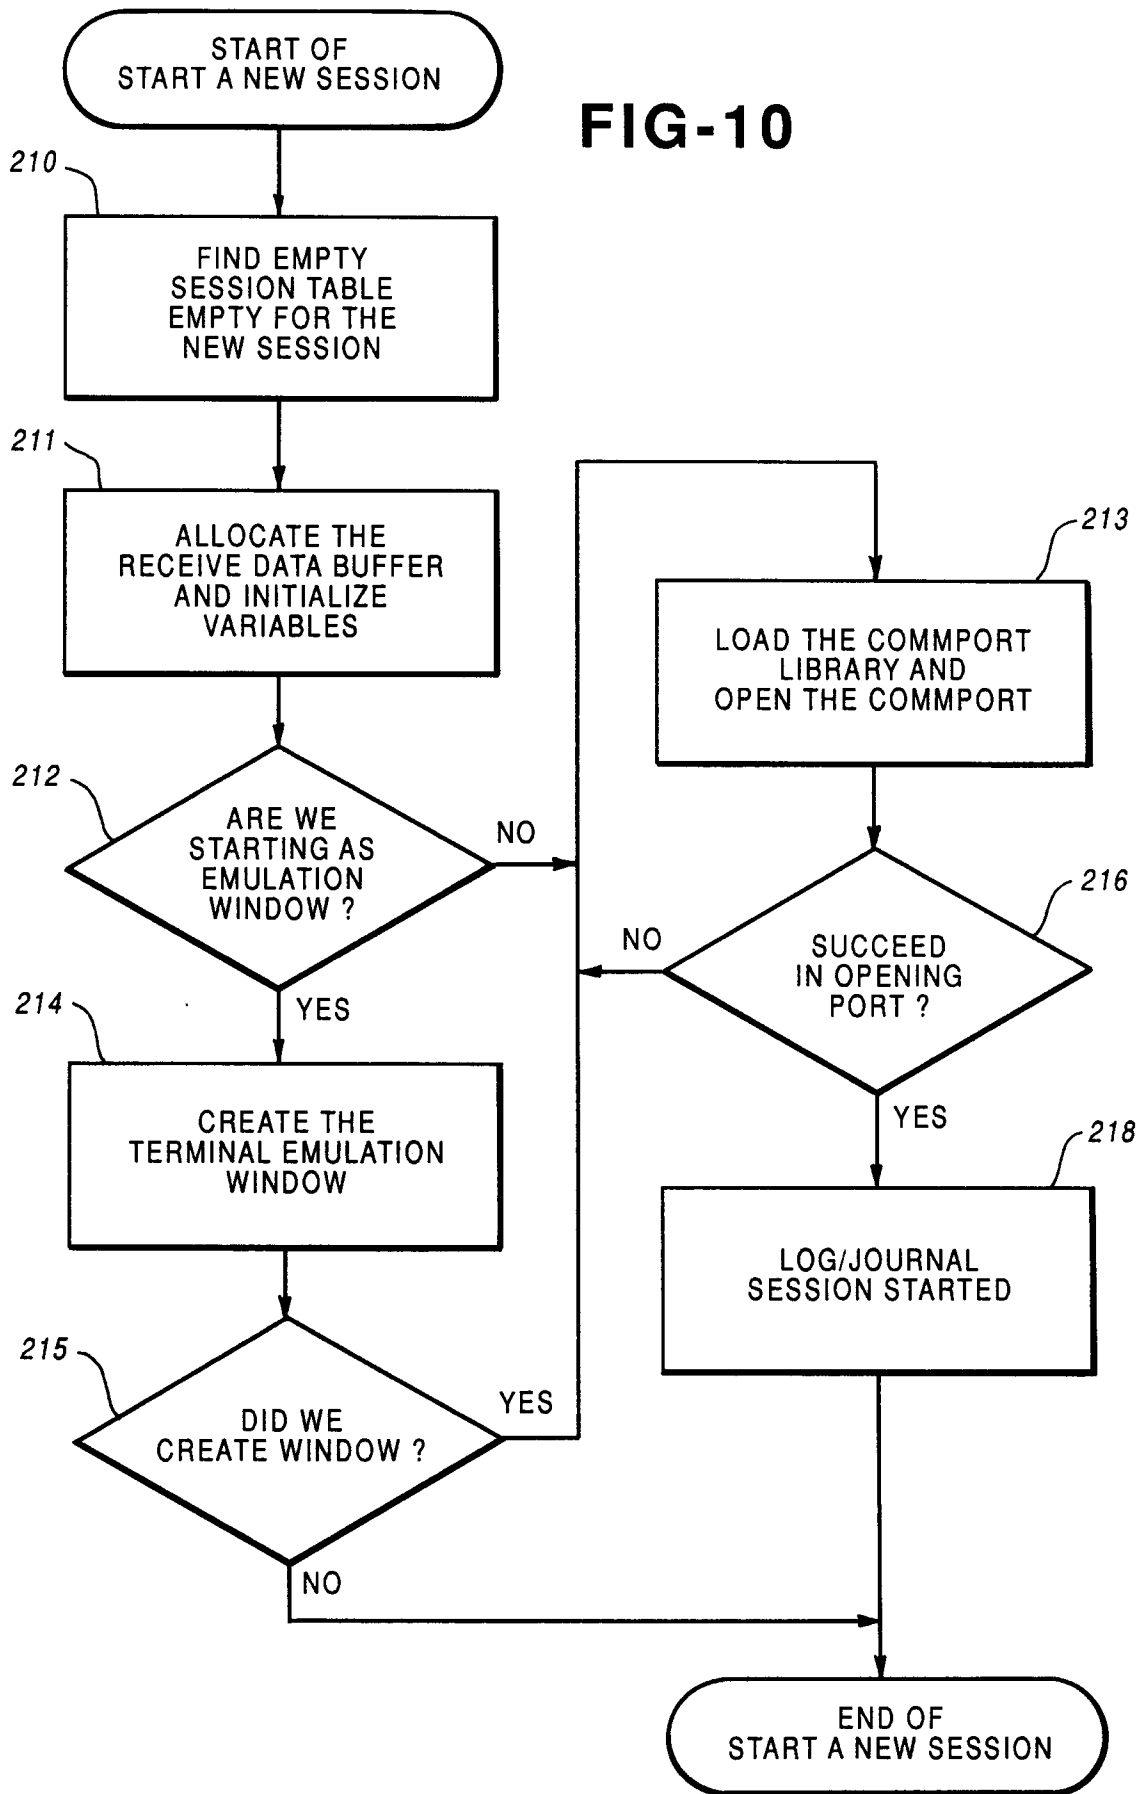 START OF
START A NEW SESSION
FIG-10
210
FIND EMPTY
SESSION TABLE
EMPTY FOR THE
NEW SESSION
211
ALLOCATE THE
RECEIVE DATA BUFFER
AND INITIALIZE
VARIABLES
212
ARE WE
STARTING AS
EMULATION
WINDOW ?
NO
YES
214
CREATE THE
TERMINAL EMULATION
WINDOW
215
DID WE
CREATE WINDOW ?
YES
NO
213
LOAD THE COMMPORT
LIBRARY AND
OPEN THE COMMPORT
216
SUCCEED
IN OPENING
PORT ?
NO
YES
218
LOG/JOURNAL
SESSION STARTED
END OF
START A NEW SESSION